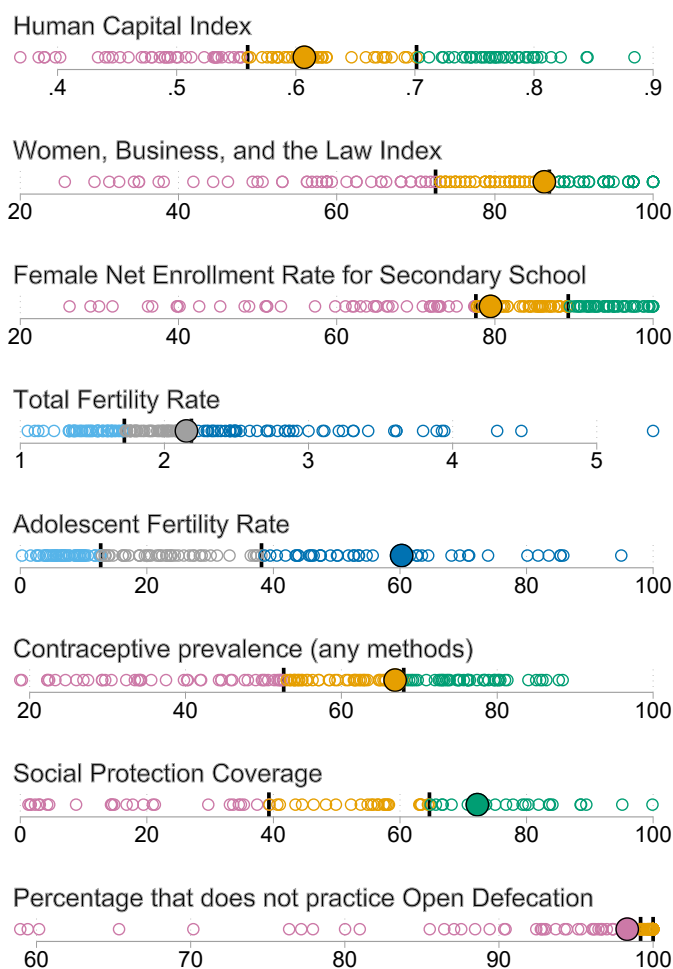 Human Capital Index
.4 .5 .6 .7 .8 .9
Women, Business, and the Law Index
20 40 60 80 100
Female Net Enrollment Rate for Secondary School
20 40 60 80 100
Total Fertility Rate
1 2 3 4 5
Adolescent Fertility Rate
0 20 40 60 80 100
Contraceptive prevalence (any methods)
20 40 60 80 100
Social Protection Coverage
0 20 40 60 80 100
Percentage that does not practice Open Defecation
60 70 80 90 100